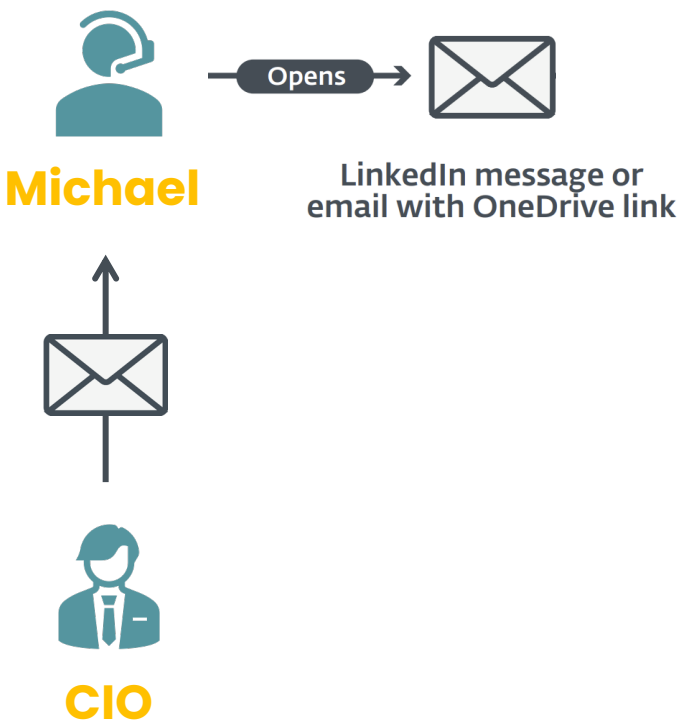 Opens
Michael
LinkedIn message or
email with OneDrive link
CIO